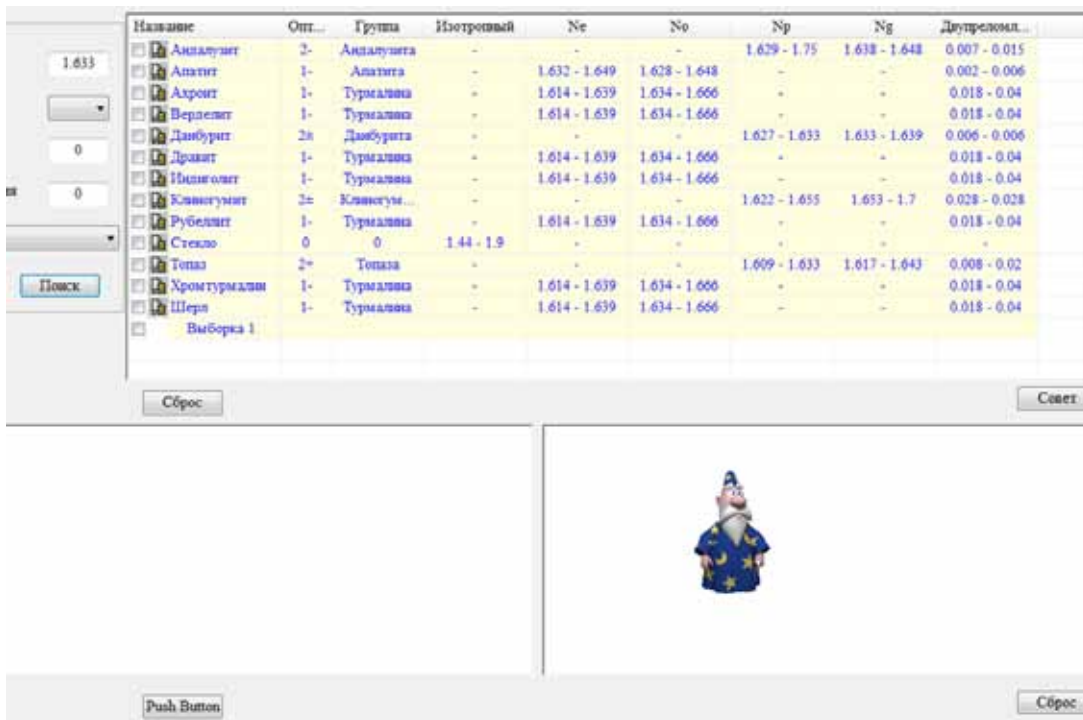 Название Опт... Группа Изотропный Ne No Np Ng Двупреломл...
Андалузит 2- Андалузита - - - 1.629 - 1.75 1.638 - 1.648 0.007 - 0.015
1.633
Апатит 1- Апатита - 1.632 - 1.649 1.628 - 1.648 - - 0.002 - 0.006
Ахроит 1- Турмалина - 1.614 - 1.639 1.634 - 1.666 - - 0.018 - 0.04
Верделит 1- Турмалина - 1.614 - 1.639 1.634 - 1.666 - - 0.018 - 0.04
Данбурит 2± Данбурита - - - 1.627 - 1.633 1.633 - 1.639 0.006 - 0.006
0
Дравит 1- Турмалина - 1.614 - 1.639 1.634 - 1.666 - - 0.018 - 0.04
Индиголит 1- Турмалина - 1.614 - 1.639 1.634 - 1.666 - - 0.018 - 0.04
ия 0
Клиногумит 2± Клиногум... - - - 1.622 - 1.655 1.653 - 1.7 0.028 - 0.028
Рубеллит 1- Турмалина - 1.614 - 1.639 1.634 - 1.666 - - 0.018 - 0.04
Стекло 0 0 1.44 - 1.9 - - - - -
Топаз 2+ Топаза - - - 1.609 - 1.633 1.617 - 1.643 0.008 - 0.02
Поиск
Хромтурмалин 1- Турмалина - 1.614 - 1.639 1.634 - 1.666 - - 0.018 - 0.04
Шерл 1- Турмалина - 1.614 - 1.639 1.634 - 1.666 - - 0.018 - 0.04
Выборка 1
Сброс
Совет
Push Button
Сброс